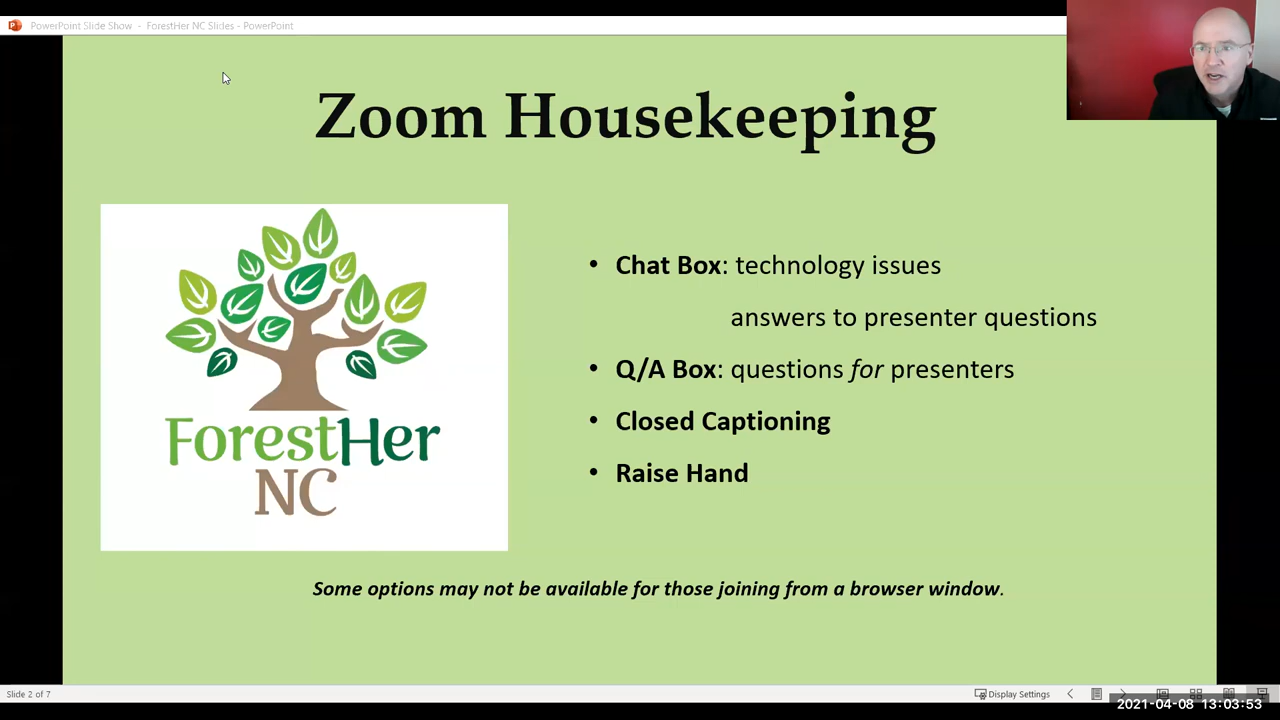 PowerPoint Slide Show - ForestHer NC Slides - PowerPoint
Zoom Housekeeping
ForestHer
NC
• Chat Box: technology issues
answers to presenter questions
• Q/A Box: questions for presenters
• Closed Captioning
• Raise Hand
Some options may not be available for those joining from a browser window.
Slide 2 of 7
Display Settings
2021-04-08 13:03:53